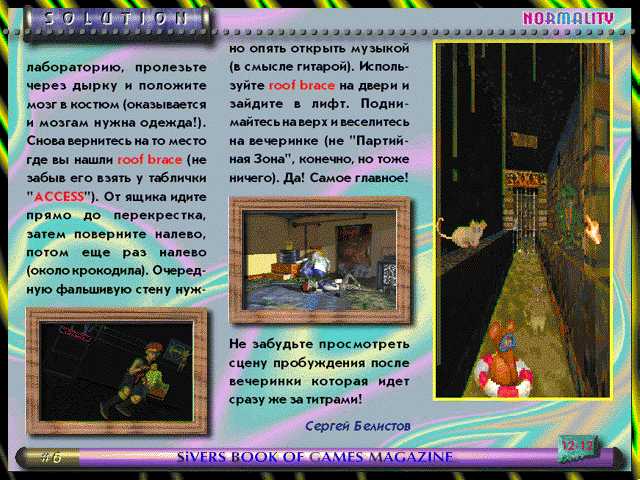 SOLUTION
NORMALITY
лабораторию, пролезьте
через дырку и положите
мозг в костюм (оказывается
и мозгам нужна одежда!).
Снова вернитесь на то место
где вы нашли roof brace (не
забыв его взять у таблички
"ACCESS"). От ящика идите
прямо до перекрестка,
затем поверните налево,
потом еще раз налево
(около крокодила). Очеред-
ную фальшивую стену нуж-
но опять открыть музыкой
(в смысле гитарой). Исполь-
зуйте roof brace на двери и
зайдите в лифт. Подни-
майтесь на верх и веселитесь
на вечеринке (не "Партий-
ная Зона", конечно, но тоже
ничего). Да! Самое главное!
Не забудьте просмотреть
сцену пробуждения после
вечеринки которая идет
сразу же за титрами!
Сергей Белистов
#6
SiVERS BOOK OF GAMES MAGAZINE
12-12